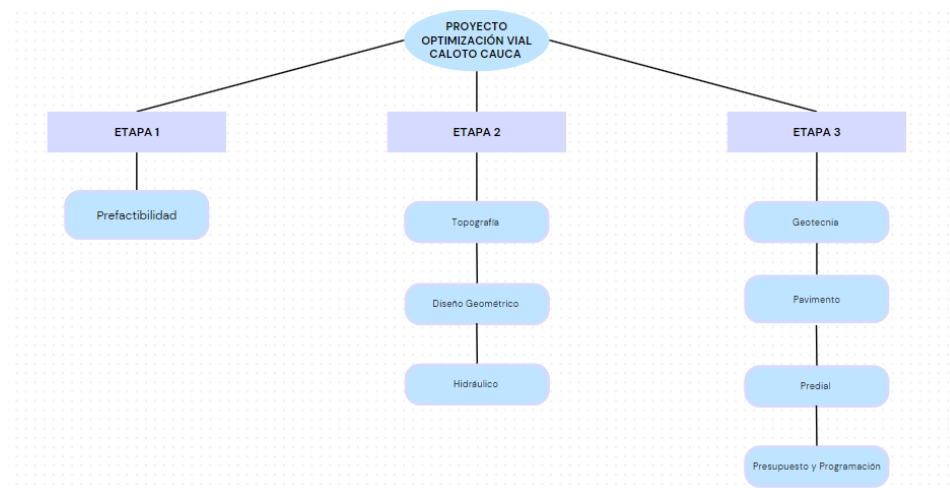 PROYECTO
OPTIMIZACIÓN VIAL
CALOTO CAUCA
ETAPA 1
ETAPA 2
ETAPA 3
Prefactibilidad
Topografía
Diseño Geométrico
Hidráulico
Geotecnia
Pavimento
Predial
Presupuesto y Programación